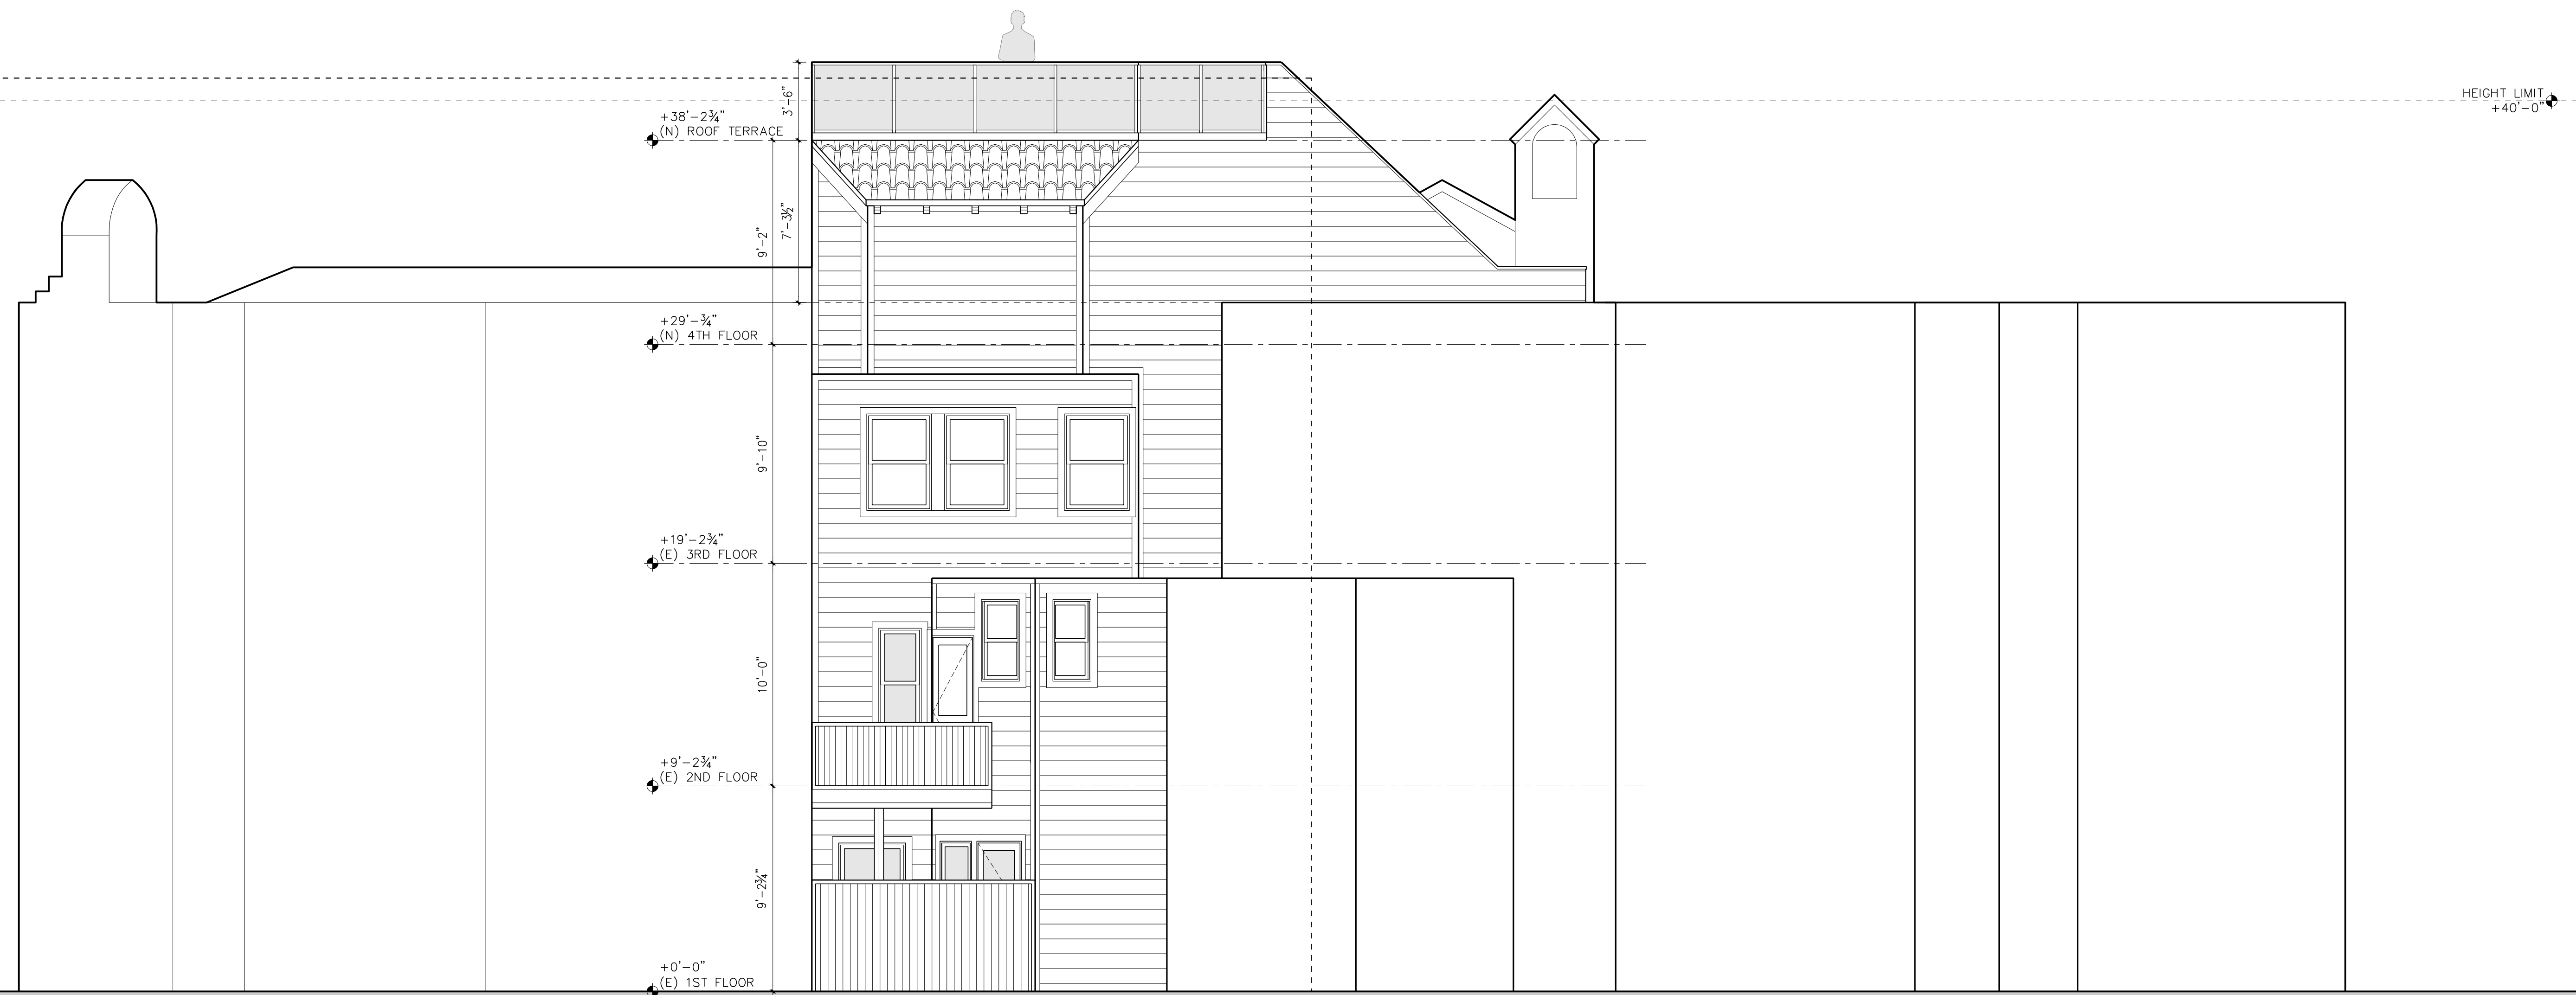 HEIGHT LIMIT
+40'-0"
3'-6"
+38'-2¾"
(N) ROOF TERRACE
7'-3½"
9'-2"
+29'-¾"
(N) 4TH FLOOR
9'-10"
+19'-2¾"
(E) 3RD FLOOR
10'-0"
+9'-2¾"
(E) 2ND FLOOR
9'-2¾"
+0'-0"
(E) 1ST FLOOR